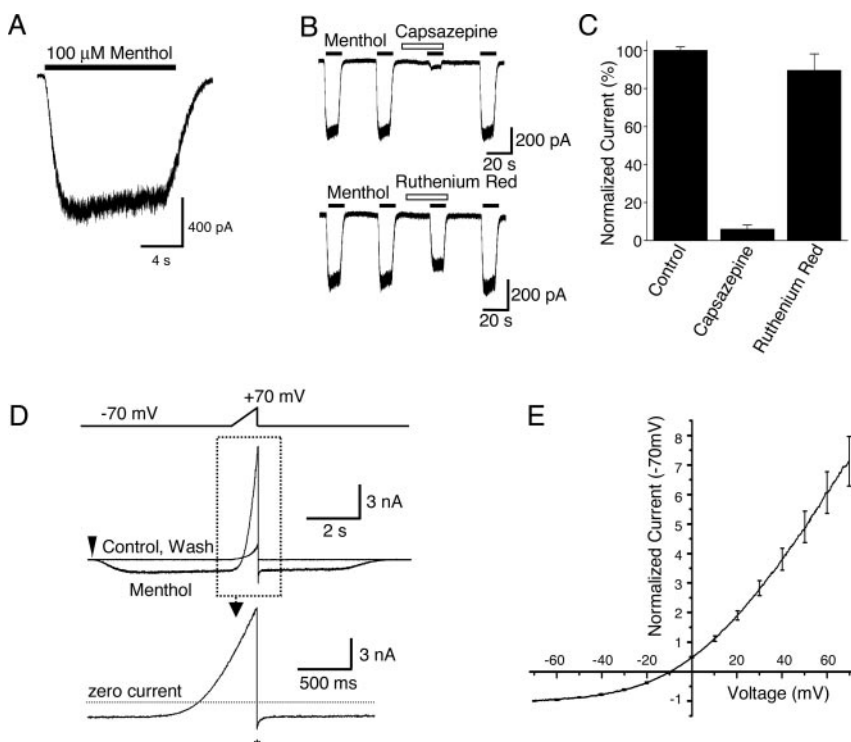 A
100 μM Menthol
400 pA
4 s
B
Capsazepine
Menthol
200 pA
20 s
Ruthenium Red
Menthol
200 pA
20 s
C
Normalized Current (%)
100
80
60
40
20
0
Control
Capsazepine
Ruthenium Red
D
-70 mV
+70 mV
3 nA
2 s
Control, Wash
Menthol
3 nA
500 ms
zero current
*
E
Normalized Current (-70mV)
8
7
6
5
4
3
2
1
-1
-60
-40
-20
20
40
60
Voltage (mV)